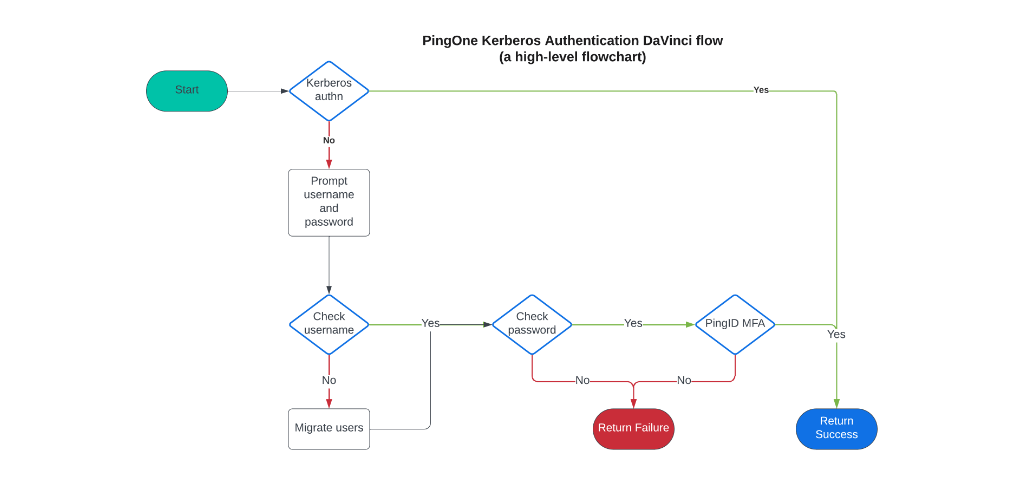 PingOne Kerberos Authentication DaVinci flow
(a high-level flowchart)
Start
Kerberos
authn
Yes
No
Prompt
username
and
password
Check
username
Yes
Check
password
Yes
PingID MFA
Yes
No
No
No
Migrate users
Return Failure
Return
Success